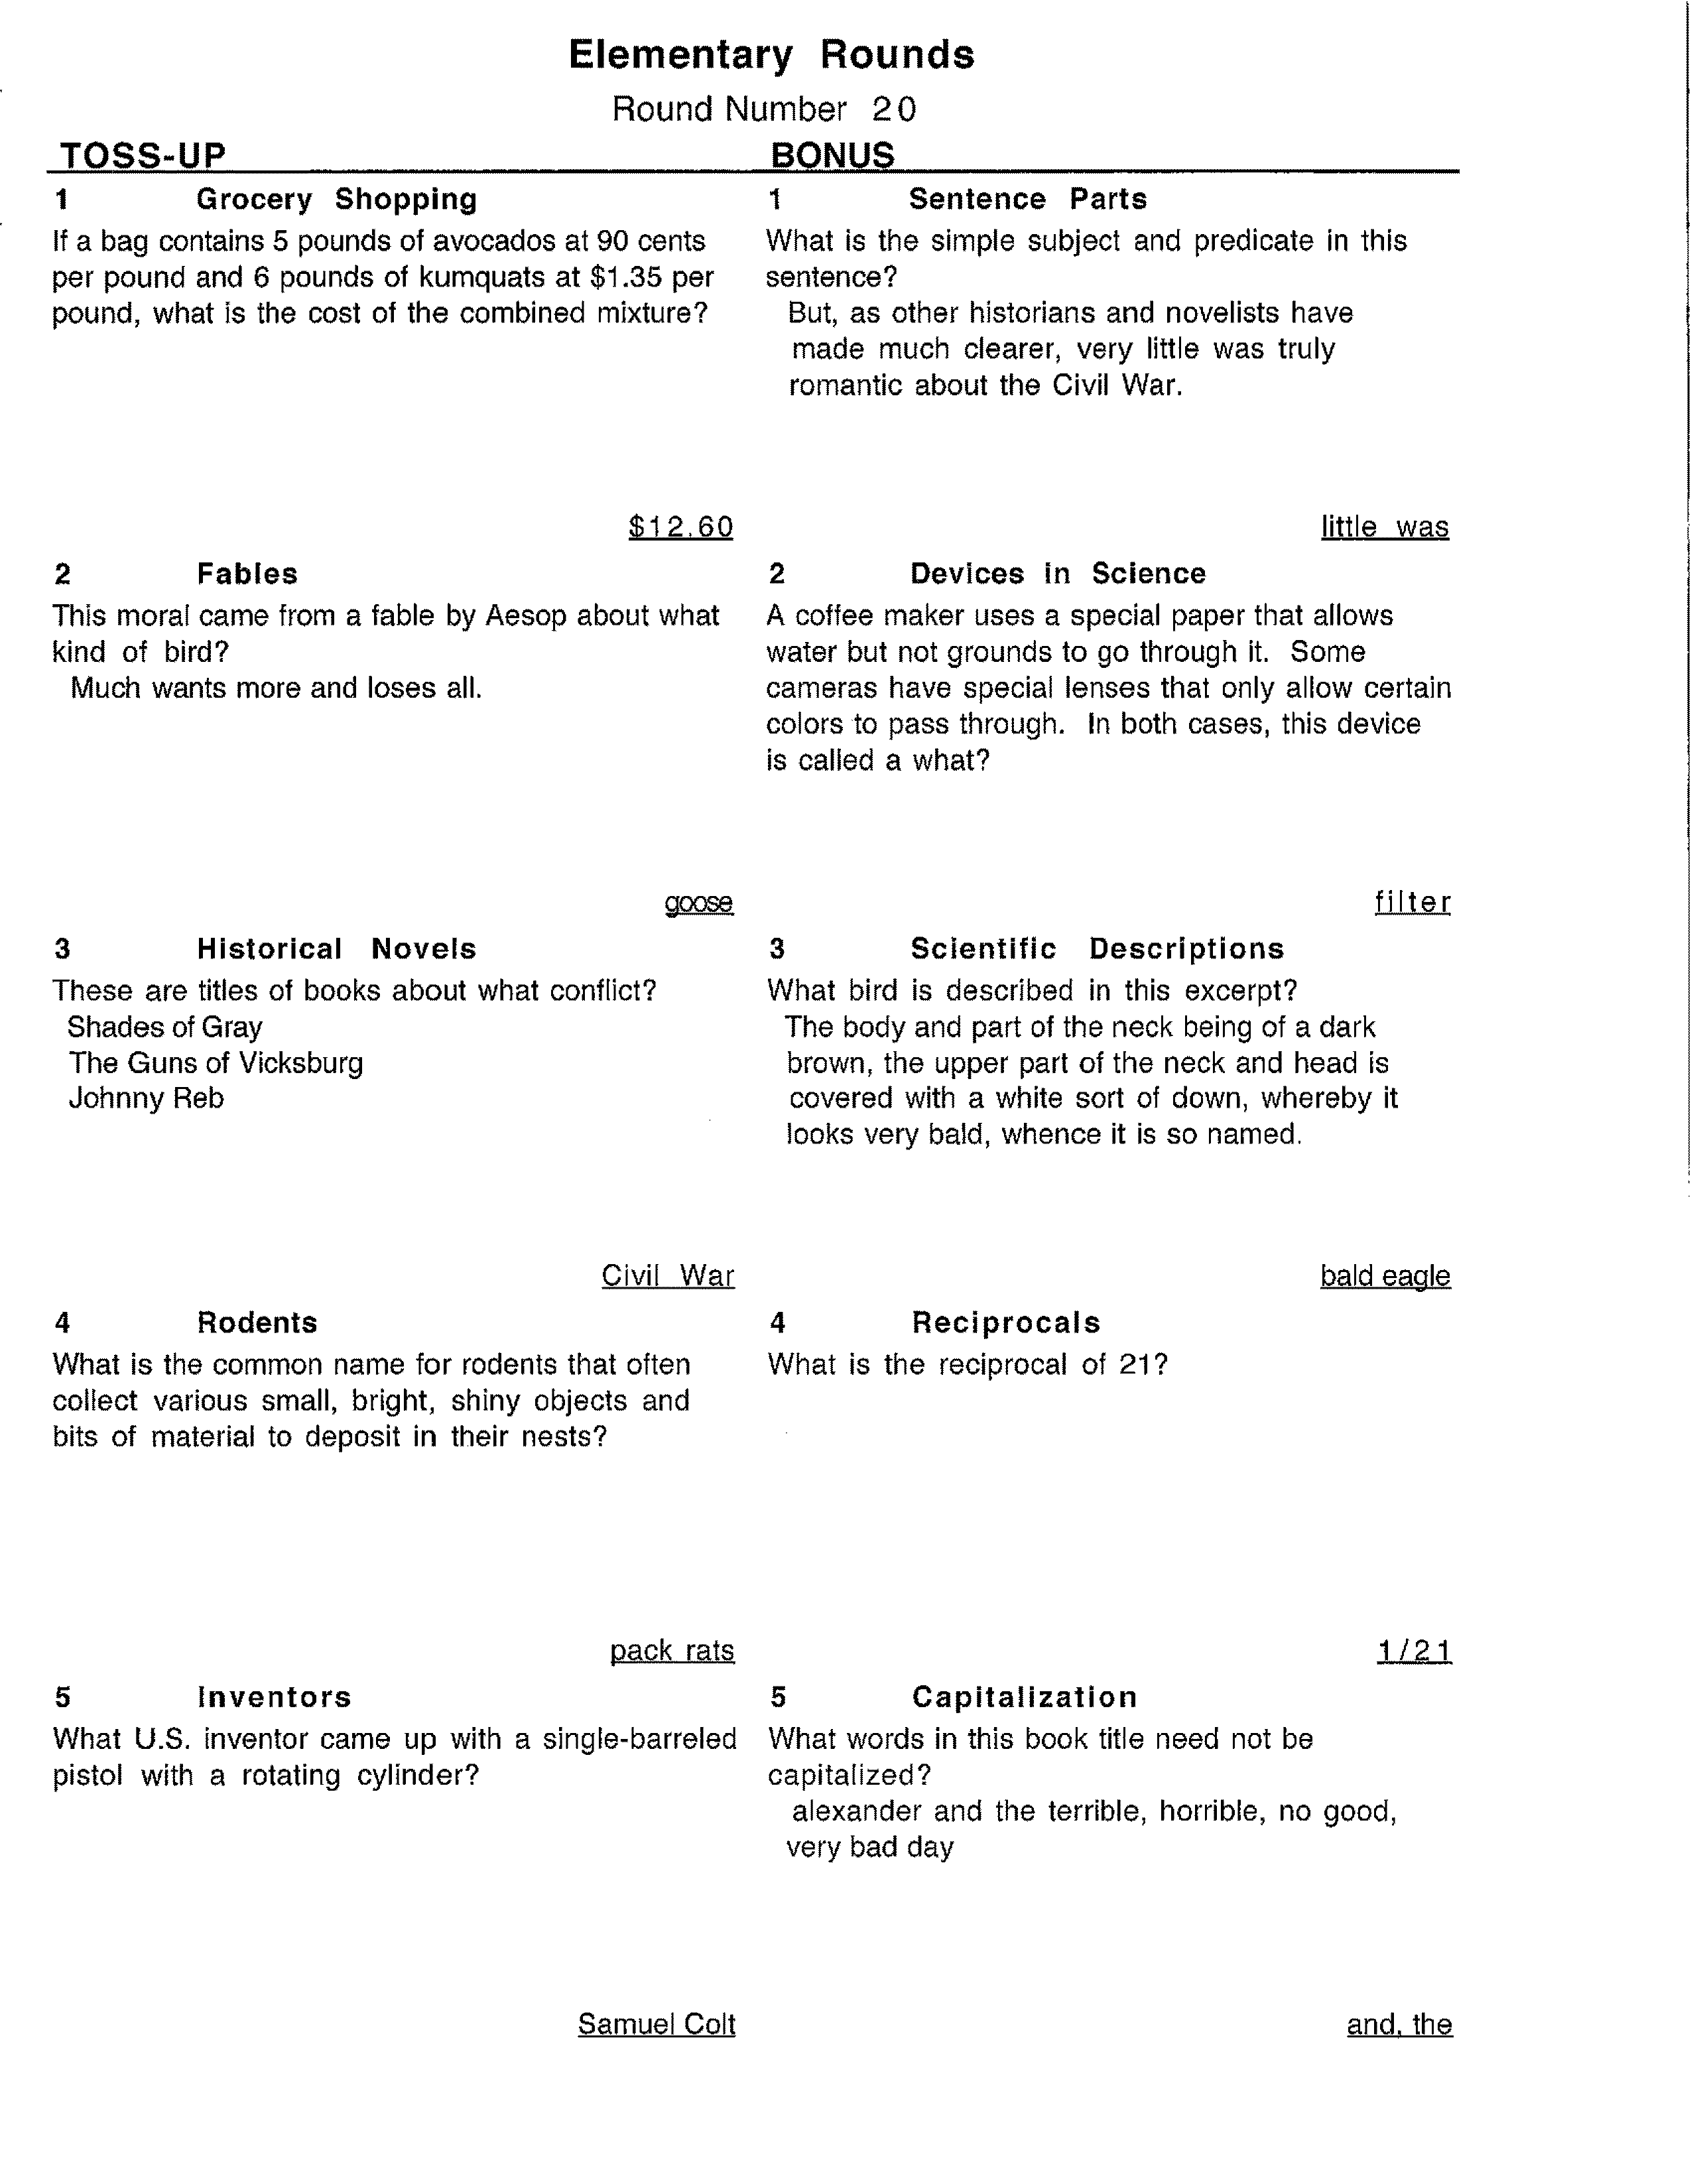 Elementary Rounds
Round Number 20
TOSS-UP
1 Grocery Shopping
If a bag contains 5 pounds of avocados at 90 cents
per pound and 6 pounds of kumquats at $1.35 per
pound, what is the cost of the combined mixture?
$12.60
2 Fables
This moral came from a fable by Aesop about what
kind of bird?
Much wants more and loses all.
goose
3 Historical Novels
These are titles of books about what conflict?
Shades of Gray
The Guns of Vicksburg
Johnny Reb
Civil War
4 Rodents
What is the common name for rodents that often
collect various small, bright, shiny objects and
bits of material to deposit in their nests?
pack rats
5 Inventors
What U.S. inventor came up with a single-barreled
pistol with a rotating cylinder?
Samuel Colt
BONUS
1 Sentence Parts
What is the simple subject and predicate in this
sentence?
But, as other historians and novelists have
made much clearer, very little was truly
romantic about the Civil War.
little was
2 Devices in Science
A coffee maker uses a special paper that allows
water but not grounds to go through it. Some
cameras have special lenses that only allow certain
colors to pass through. In both cases, this device
is called a what?
filter
3 Scientific Descriptions
What bird is described in this excerpt?
The body and part of the neck being of a dark
brown, the upper part of the neck and head is
covered with a white sort of down, whereby it
looks very bald, whence it is so named.
bald eagle
4 Reciprocals
What is the reciprocal of 21?
1/21
5 Capitalization
What words in this book title need not be
capitalized?
alexander and the terrible, horrible, no good,
very bad day
and, the